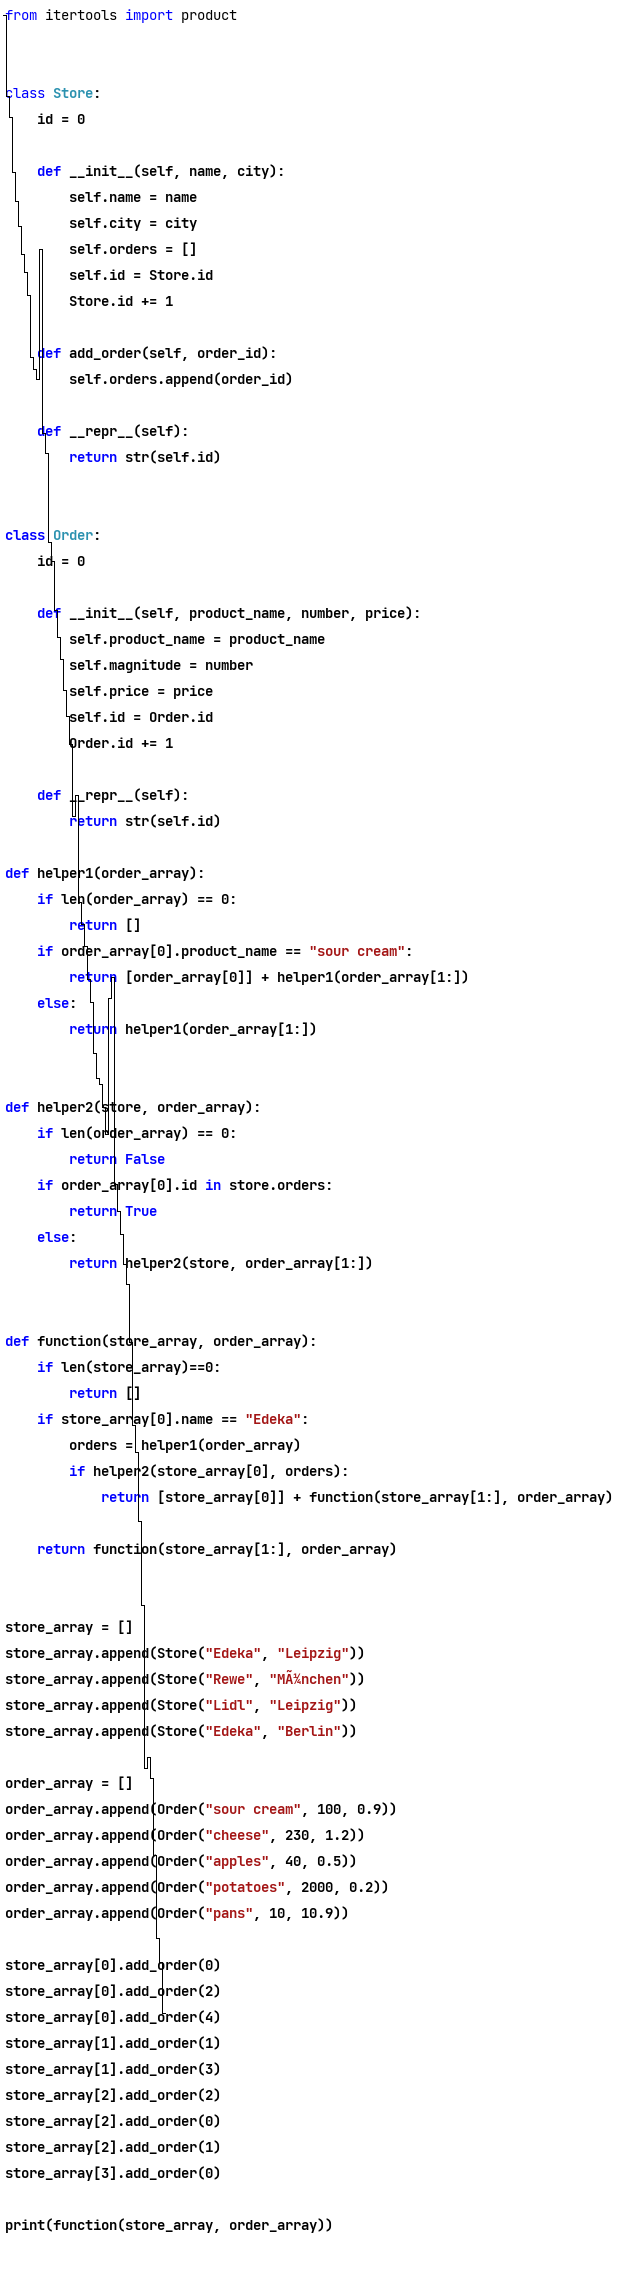 from itertools import product
class Store:
    id = 0
    def __init__(self, name, city):
        self.name = name
        self.city = city
        self.orders = []
        self.id = Store.id
        Store.id += 1
    def add_order(self, order_id):
        self.orders.append(order_id)
    def __repr__(self):
        return str(self.id)
class Order:
    id = 0
    def __init__(self, product_name, number, price):
        self.product_name = product_name
        self.magnitude = number
        self.price = price
        self.id = Order.id
        Order.id += 1
    def __repr__(self):
        return str(self.id)
def helper1(order_array):
    if len(order_array) == 0:
        return []
    if order_array[0].product_name == "sour cream":
        return [order_array[0]] + helper1(order_array[1:])
    else:
        return helper1(order_array[1:])
def helper2(store, order_array):
    if len(order_array) == 0:
        return False
    if order_array[0].id in store.orders:
        return True
    else:
        return helper2(store, order_array[1:])
def function(store_array, order_array):
    if len(store_array)==0:
        return []
    if store_array[0].name == "Edeka":
        orders = helper1(order_array)
        if helper2(store_array[0], orders):
            return [store_array[0]] + function(store_array[1:], order_array)
    return function(store_array[1:], order_array)
store_array = []
store_array.append(Store("Edeka", "Leipzig"))
store_array.append(Store("Rewe", "MÃ¼nchen"))
store_array.append(Store("Lidl", "Leipzig"))
store_array.append(Store("Edeka", "Berlin"))
order_array = []
order_array.append(Order("sour cream", 100, 0.9))
order_array.append(Order("cheese", 230, 1.2))
order_array.append(Order("apples", 40, 0.5))
order_array.append(Order("potatoes", 2000, 0.2))
order_array.append(Order("pans", 10, 10.9))
store_array[0].add_order(0)
store_array[0].add_order(2)
store_array[0].add_order(4)
store_array[1].add_order(1)
store_array[1].add_order(3)
store_array[2].add_order(2)
store_array[2].add_order(0)
store_array[2].add_order(1)
store_array[3].add_order(0)
print(function(store_array, order_array))